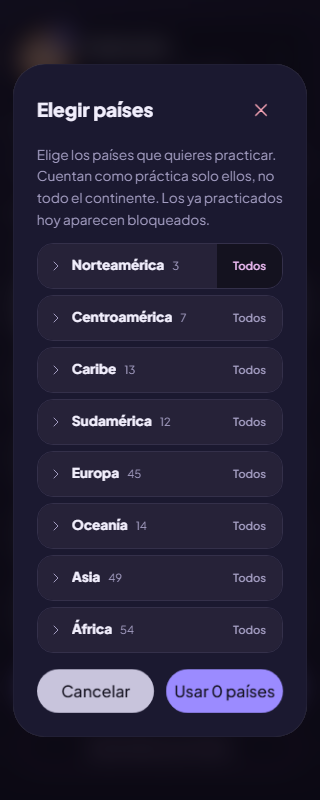 Elegir países
Elige los países que quieres practicar.
Cuentan como práctica solo ellos, no
todo el continente. Los ya practicados
hoy aparecen bloqueados.
Norteamérica 3 Todos
Centroamérica 7 Todos
Caribe 13 Todos
Sudamérica 12 Todos
Europa 45 Todos
Oceanía 14 Todos
Asia 49 Todos
África 54 Todos
Cancelar Usar 0 países